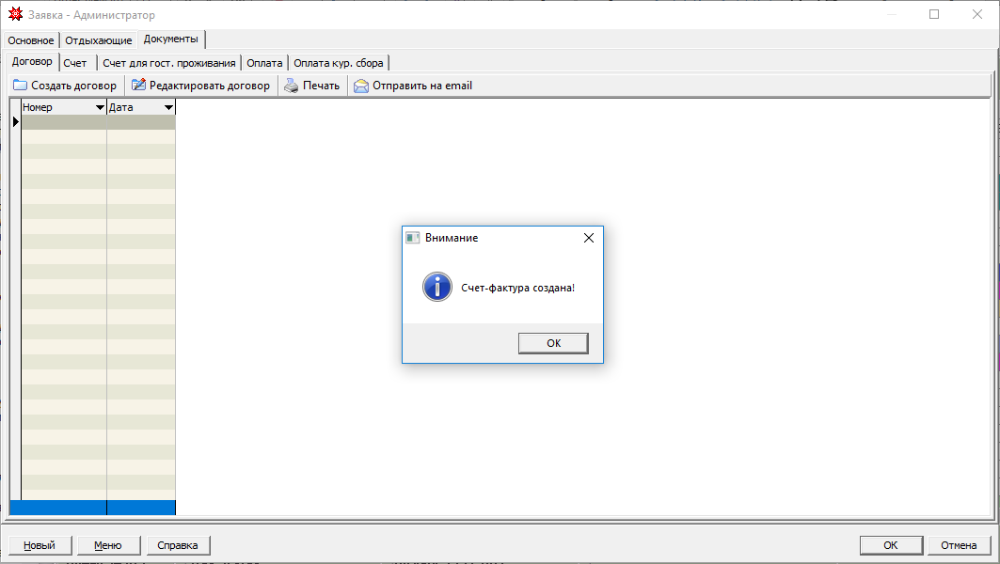 Заявка - Администратор
Основное Отдыхающие Документы
Договор Счет Счет для гост. проживания Оплата Оплата кур. сбора
Создать договор Редактировать договор Печать Отправить на email
Номер Дата
Внимание
Счет-фактура создана!
OK
Новый Меню Справка OK Отмена